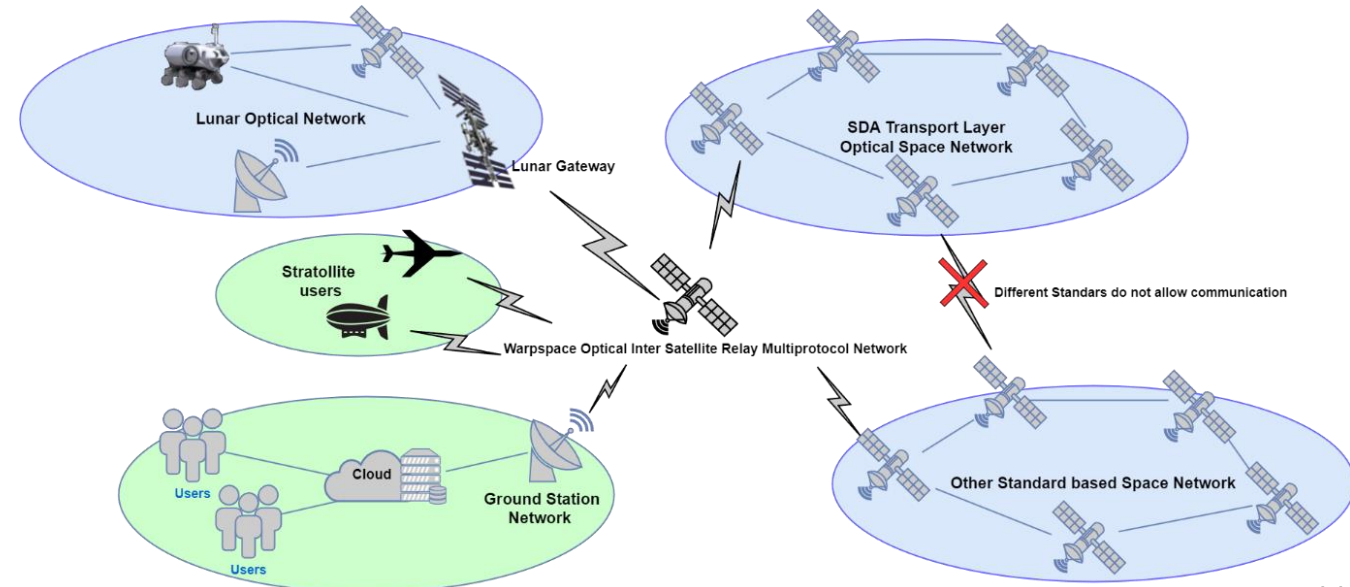 Lunar Optical Network
Lunar Gateway
SDA Transport Layer
Optical Space Network
Stratollite
users
Different Standars do not allow communication
Warpspace Optical Inter Satellite Relay Multiprotocol Network
Users
Cloud
Ground Station
Network
Users
Other Standard based Space Network